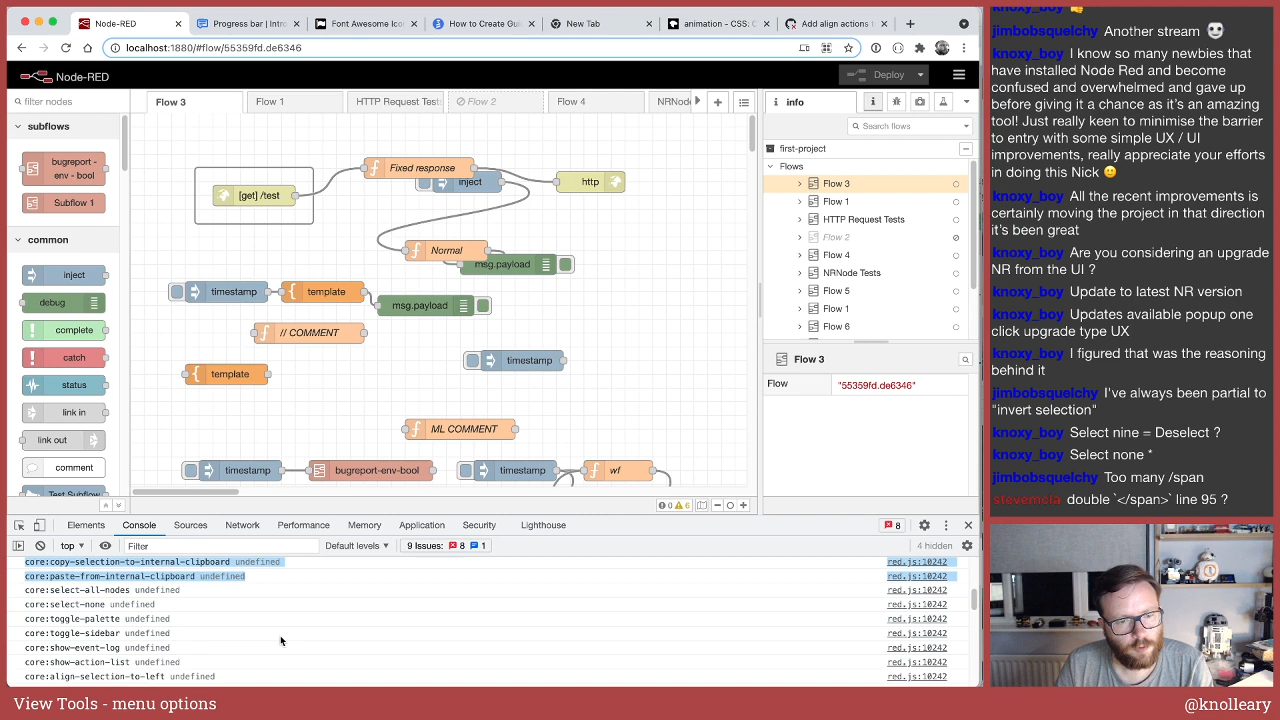 Node-RED
Progress bar | Intro
Font Awesome Ico
How to Create Gui
New Tab
animation - CSS: C
Add align actions f
localhost:1880/#flow/55359fd.de6346
Node-RED
Deploy
filter nodes
Flow 3
Flow 1
HTTP Request Tests
Flow 2
Flow 4
NRNode
info
subflows
bugreport -
env - bool
Subflow 1
common
inject
debug
complete
catch
status
link in
link out
comment
Test Subflow
[get] /test
Fixed response
inject
http
Normal
msg.payload
timestamp
template
msg.payload
// COMMENT
timestamp
template
ML COMMENT
timestamp
bugreport-env-bool
timestamp
wf
Search flows
first-project
Flows
Flow 3
Flow 1
HTTP Request Tests
Flow 2
Flow 4
NRNode Tests
Flow 5
Flow 1
Flow 6
Flow 3
Flow
"55359fd.de6346"
0 6
Elements
Console
Sources
Network
Performance
Memory
Application
Security
Lighthouse
8
top
Filter
Default levels
9 Issues: 8 1
4 hidden
core:copy-selection-to-internal-clipboard undefined red.js:10242
core:paste-from-internal-clipboard undefined red.js:10242
core:select-all-nodes undefined red.js:10242
core:select-none undefined red.js:10242
core:toggle-palette undefined red.js:10242
core:toggle-sidebar undefined red.js:10242
core:show-event-log undefined red.js:10242
core:show-action-list undefined red.js:10242
core:align-selection-to-left undefined red.js:10242
knoxy_boy 👍
jimbobsquelchy Another stream
knoxy_boy I know so many newbies that
have installed Node Red and become
confused and overwhelmed and gave up
before giving it a chance as it's an amazing
tool! Just really keen to minimise the barrier
to entry with some simple UX / UI
improvements, really appreciate your efforts
in doing this Nick 🙂
knoxy_boy All the recent improvements is
certainly moving the project in that direction
it's been great
knoxy_boy Are you considering an upgrade
NR from the UI ?
knoxy_boy Update to latest NR version
knoxy_boy Updates available popup one
click upgrade type UX
knoxy_boy I figured that was the reasoning
behind it
jimbobsquelchy I've always been partial to
"invert selection"
knoxy_boy Select nine = Deselect ?
knoxy_boy Select none *
jimbobsquelchy Too many /span
stevemcla double `</span>` line 95 ?
View Tools - menu options
@knolleary